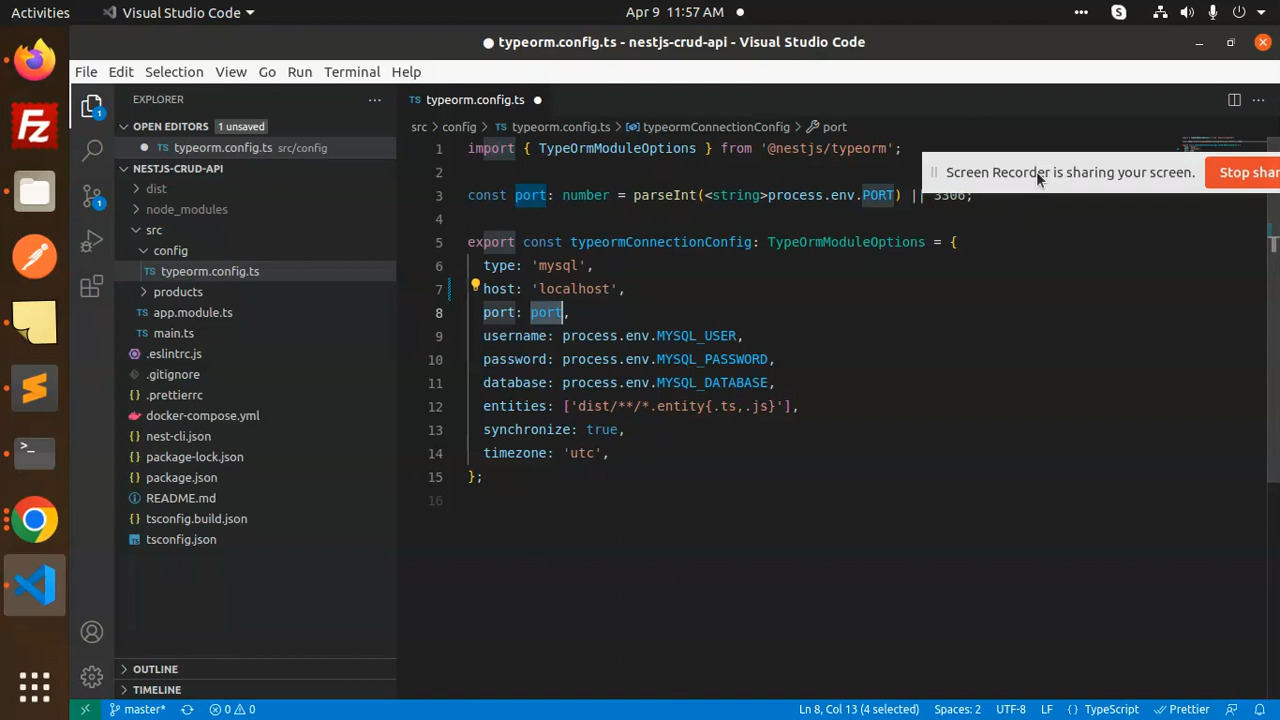 Activities
Visual Studio Code
Apr 9 11:57 AM
typeorm.config.ts - nestjs-crud-api - Visual Studio Code
File Edit Selection View Go Run Terminal Help
EXPLORER
OPEN EDITORS 1 unsaved
typeorm.config.ts src/config
NESTJS-CRUD-API
dist
node_modules
src
config
TS typeorm.config.ts
products
TS app.module.ts
TS main.ts
.eslintrc.js
.gitignore
.prettierrc
docker-compose.yml
nest-cli.json
package-lock.json
package.json
README.md
tsconfig.build.json
tsconfig.json
OUTLINE
TIMELINE
TS typeorm.config.ts
src > config > TS typeorm.config.ts > typeormConnectionConfig > port
1 import { TypeOrmModuleOptions } from '@nestjs/typeorm';
2
3 const port: number = parseInt(<string>process.env.PORT) || 3306;
4
5 export const typeormConnectionConfig: TypeOrmModuleOptions = {
6 type: 'mysql',
7 host: 'localhost',
8 port: port,
9 username: process.env.MYSQL_USER,
10 password: process.env.MYSQL_PASSWORD,
11 database: process.env.MYSQL_DATABASE,
12 entities: ['dist/**/*.entity{.ts,.js}'],
13 synchronize: true,
14 timezone: 'utc',
15 };
16
Screen Recorder is sharing your screen.
Stop shar
master* 0 0 Ln 8, Col 13 (4 selected) Spaces: 2 UTF-8 LF { } TypeScript Prettier